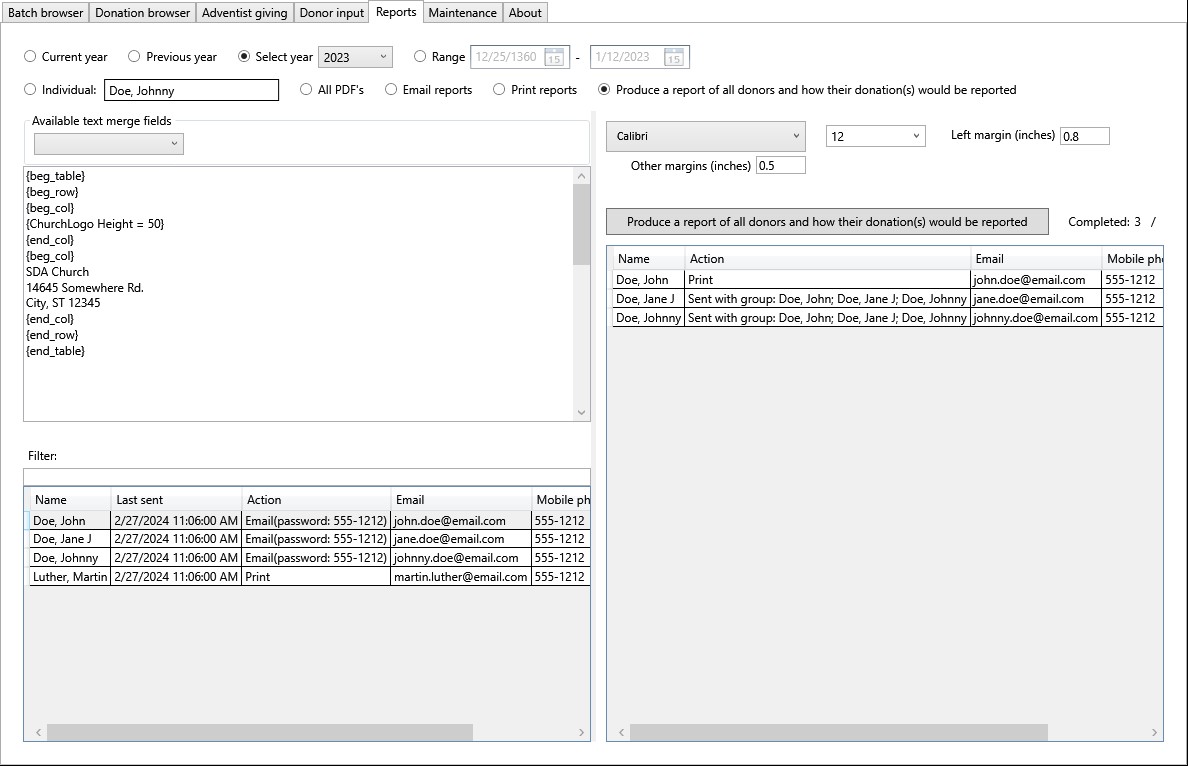 Batch browser Donation browser Adventist giving Donor input Reports Maintenance About
Current year Previous year Select year 2023 Range 12/25/1360 15 - 1/12/2023 15
Individual: Doe, Johnny All PDF's Email reports Print reports Produce a report of all donors and how their donation(s) would be reported
Available text merge fields
{beg_table}
{beg_row}
{beg_col}
{ChurchLogo Height = 50}
{end_col}
{beg_col}
SDA Church
14645 Somewhere Rd.
City, ST 12345
{end_col}
{end_row}
{end_table}
Filter:
Name Last sent Action Email Mobile ph
Doe, John 2/27/2024 11:06:00 AM Email(password: 555-1212) john.doe@email.com 555-1212
Doe, Jane J 2/27/2024 11:06:00 AM Email(password: 555-1212) jane.doe@email.com 555-1212
Doe, Johnny 2/27/2024 11:06:00 AM Email(password: 555-1212) johnny.doe@email.com 555-1212
Luther, Martin 2/27/2024 11:06:00 AM Print martin.luther@email.com 555-1212
Calibri 12 Left margin (inches) 0.8
Other margins (inches) 0.5
Produce a report of all donors and how their donation(s) would be reported Completed: 3 /
Name Action Email Mobile pho
Doe, John Print john.doe@email.com 555-1212
Doe, Jane J Sent with group: Doe, John; Doe, Jane J; Doe, Johnny jane.doe@email.com 555-1212
Doe, Johnny Sent with group: Doe, John; Doe, Jane J; Doe, Johnny johnny.doe@email.com 555-1212